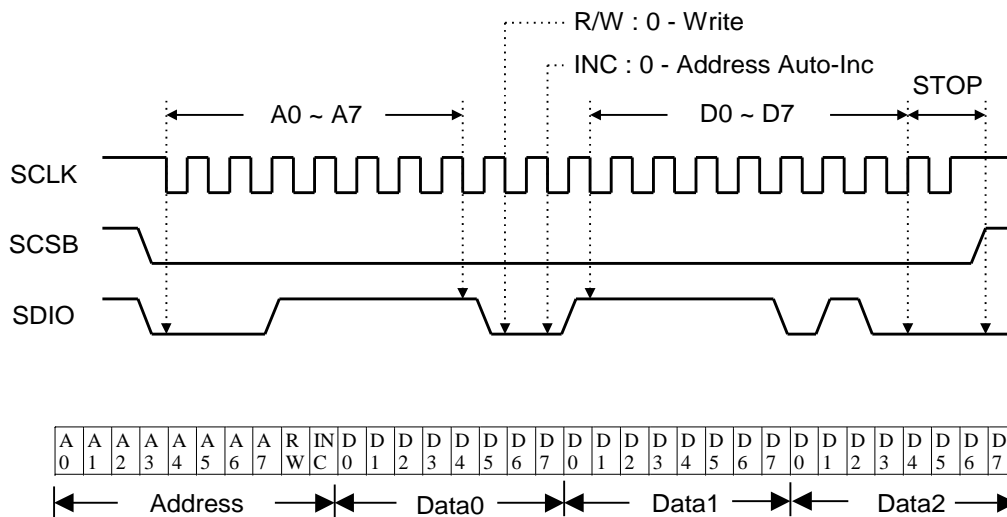 R/W : 0 - Write
INC : 0 - Address Auto-Inc
STOP
A0 ~ A7
D0 ~ D7
SCLK
SCSB
SDIO
A0 A1 A2 A3 A4 A5 A6 A7 RW INC D0 D1 D2 D3 D4 D5 D6 D7 D0 D1 D2 D3 D4 D5 D6 D7 D0 D1 D2 D3 D4 D5 D6 D7
Address Data0 Data1 Data2